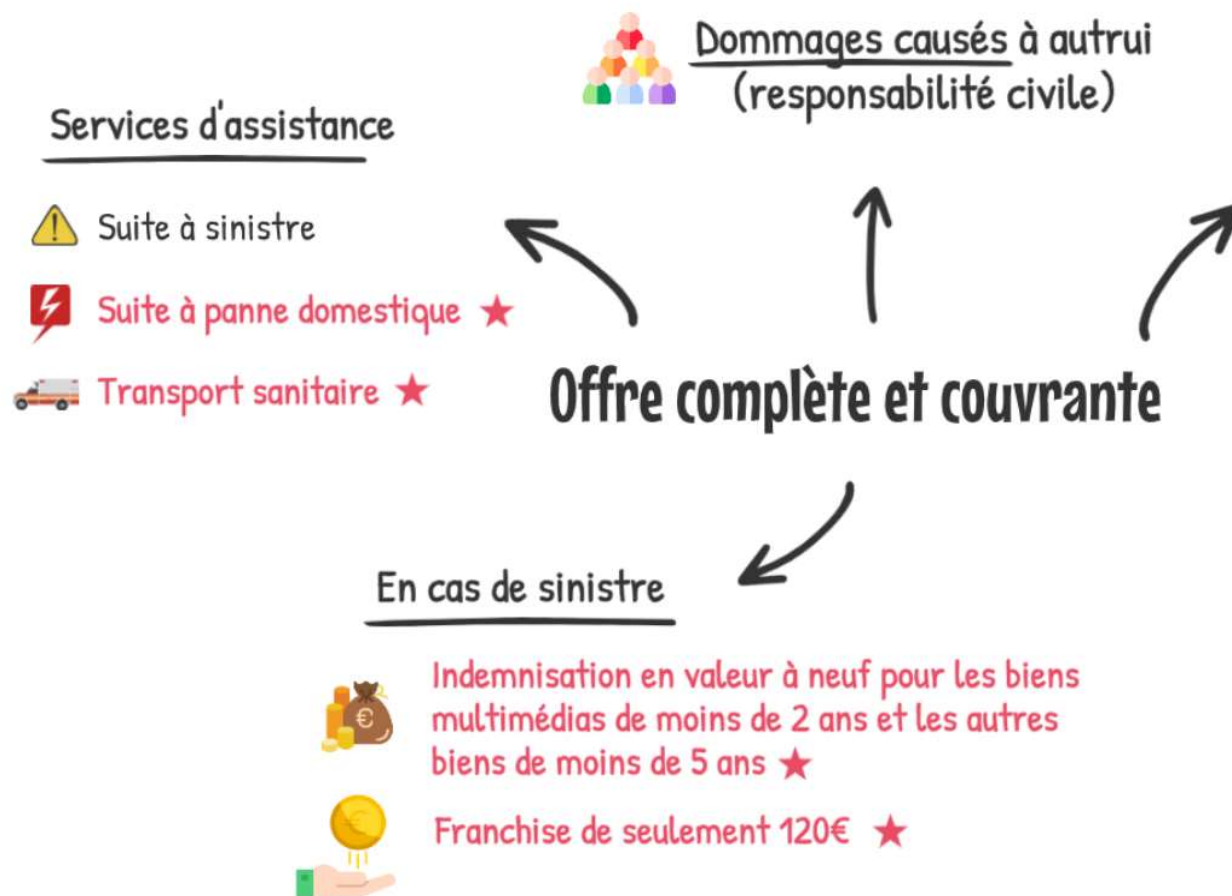 Dommages causés à autrui
(responsabilité civile)
Services d'assistance
Suite à sinistre
Suite à panne domestique
Transport sanitaire
Offre complète et couvrante
En cas de sinistre
Indemnisation en valeur à neuf pour les biens
multimédias de moins de 2 ans et les autres
biens de moins de 5 ans
Franchise de seulement 120€